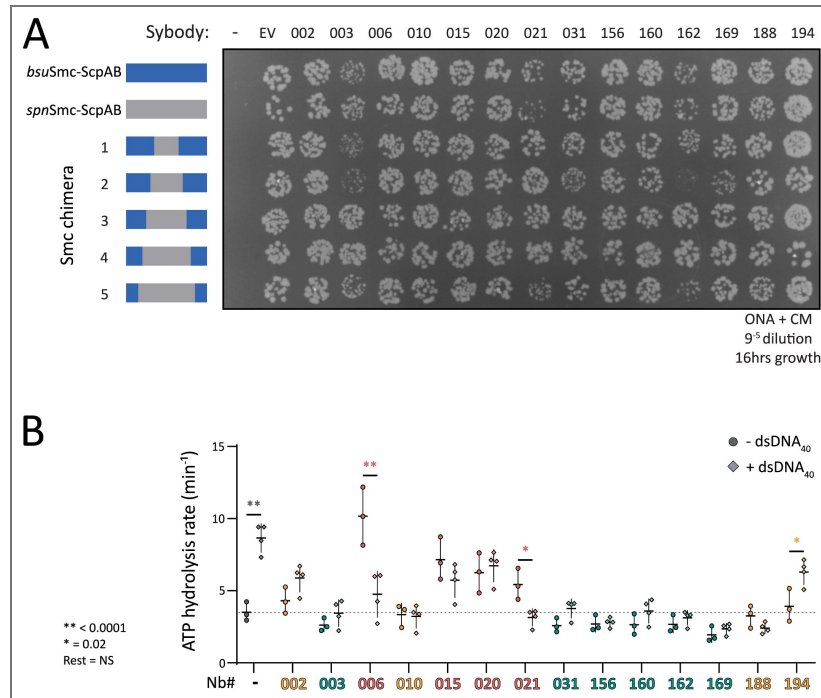 A
Sybody: - EV 002 003 006 010 015 020 021 031 156 160 162 169 188 194
bsuSmc-ScpAB
spnSmc-ScpAB
Smc chimera
1
2
3
4
5
ONA + CM
9⁻⁵ dilution
16hrs growth
B
ATP hydrolysis rate (min⁻¹)
15
10
5
0
- dsDNA₄₀
+ dsDNA₄₀
**
**
*
*
** < 0.0001
* = 0.02
Rest = NS
Nb# - 002 003 006 010 015 020 021 031 156 160 162 169 188 194